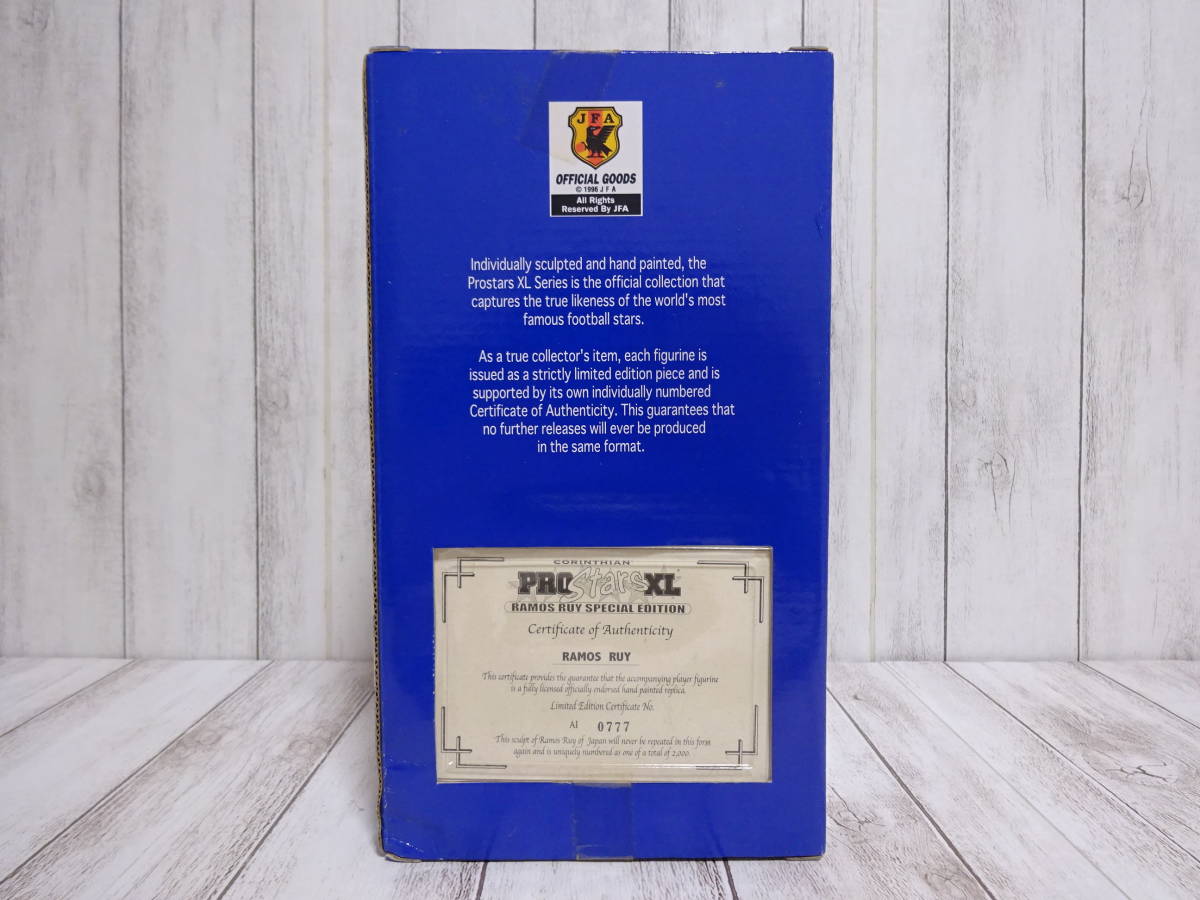 JFA
OFFICIAL GOODS
© 1996 J F A
All Rights
Reserved By JFA
Individually sculpted and hand painted, the
Prostars XL Series is the official collection that
captures the true likeness of the world's most
famous football stars.
As a true collector's item, each figurine is
issued as a strictly limited edition piece and is
supported by its own individually numbered
Certificate of Authenticity. This guarantees that
no further releases will ever be produced
in the same format.
CORINTHIAN
PRO Stars XL
RAMOS RUY SPECIAL EDITION
Certificate of Authenticity
RAMOS RUY
This certificate provides the guarantee that the accompanying player figurine
is a fully licensed officially endorsed hand painted replica.
Limited Edition Certificate No.
AI 0777
This sculpt of Ramos Ruy of Japan will never be repeated in this form
again and is uniquely numbered as one of a total of 2,000.